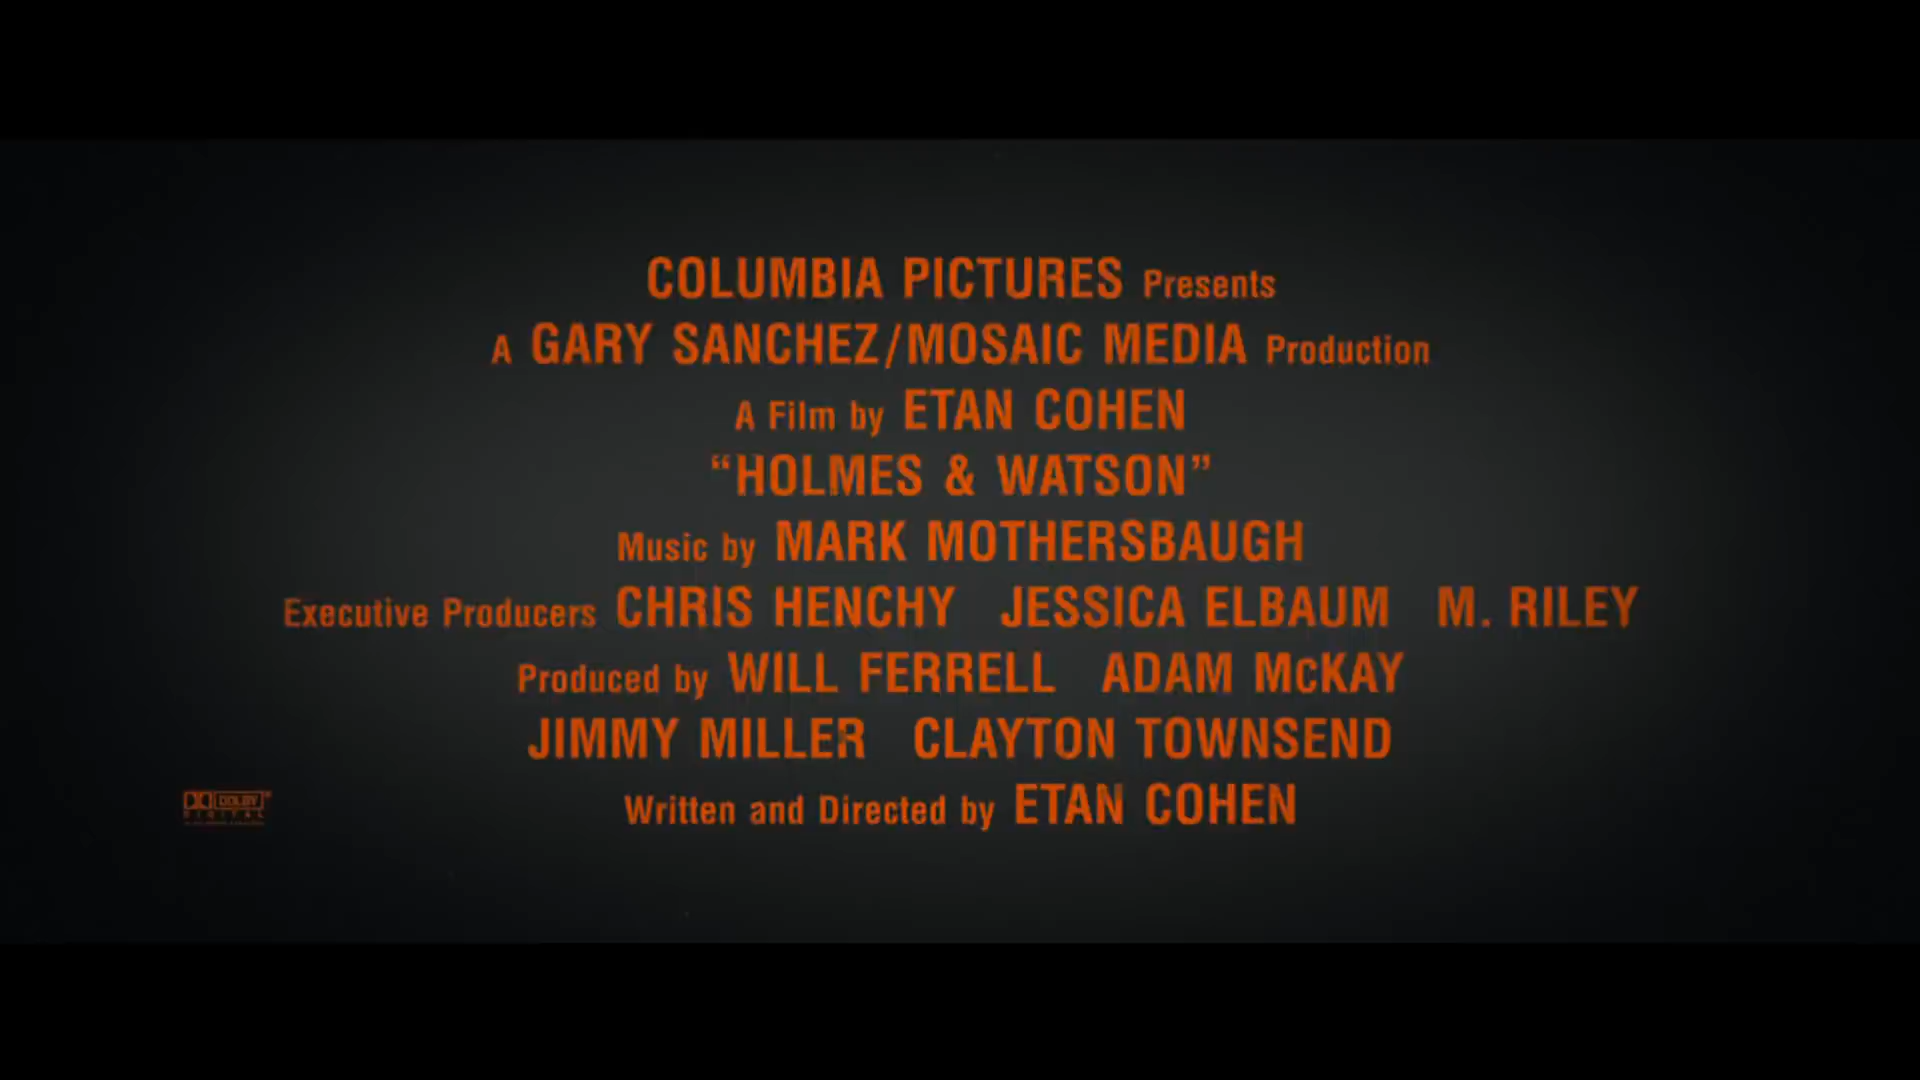 COLUMBIA PICTURES Presents
A GARY SANCHEZ/MOSAIC MEDIA Production
A Film by ETAN COHEN
“HOLMES & WATSON”
Music by MARK MOTHERSBAUGH
Executive Producers CHRIS HENCHY JESSICA ELBAUM M. RILEY
Produced by WILL FERRELL ADAM McKAY
JIMMY MILLER CLAYTON TOWNSEND
Written and Directed by ETAN COHEN
DOLBY
DIGITAL